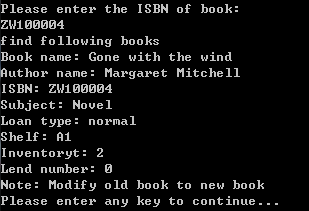 Please enter the ISBN of book:
ZW100004
find following books
Book name: Gone with the wind
Author name: Margaret Mitchell
ISBN: ZW100004
Subject: Novel
Loan type: normal
Shelf: A1
Inventoryt: 2
Lend number: 0
Note: Modify old book to new book
Please enter any key to continue...